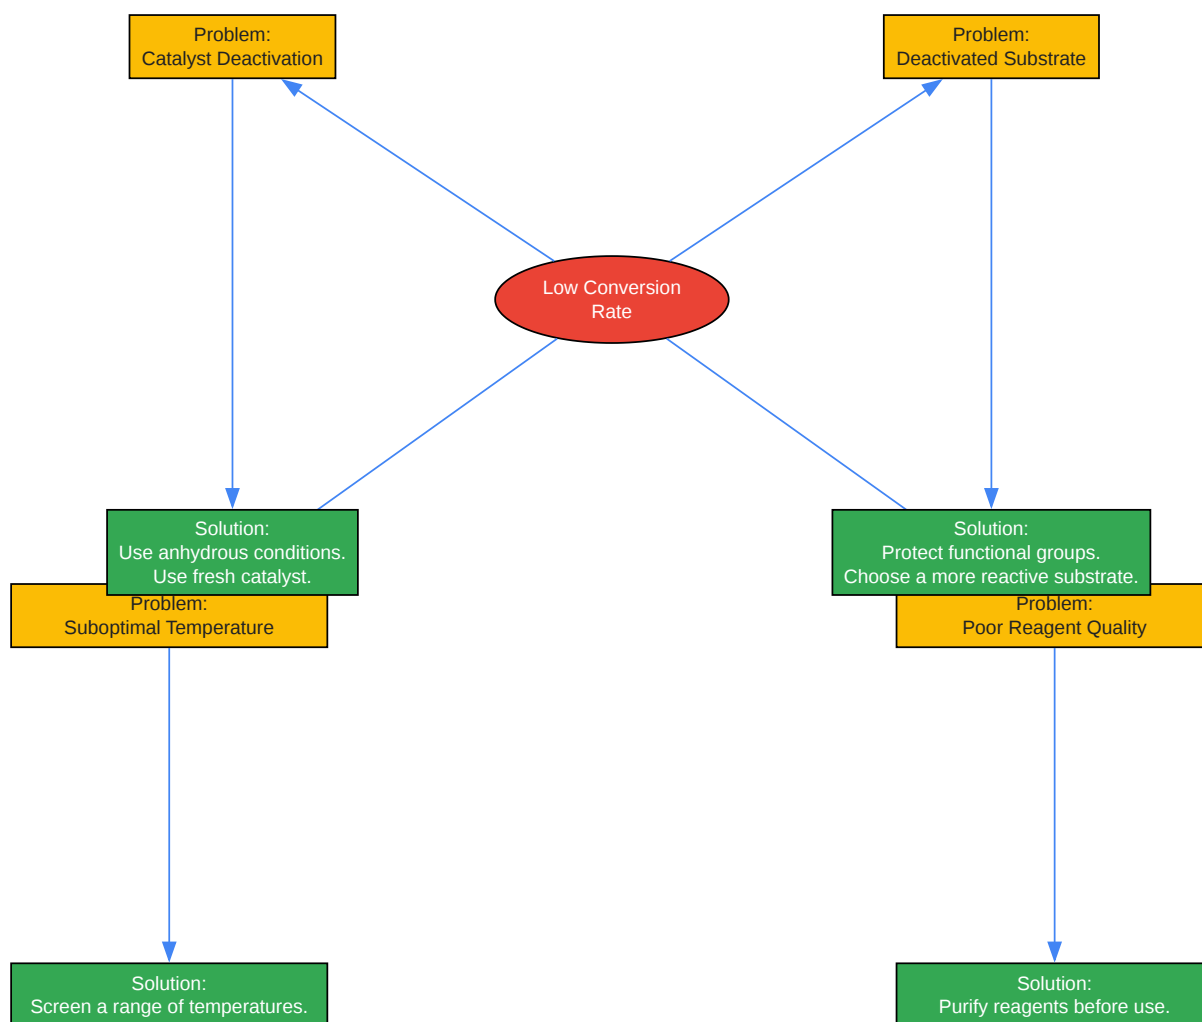 Problem:
Catalyst Deactivation
Problem:
Deactivated Substrate
Low Conversion
Rate
Solution:
Use anhydrous conditions.
Use fresh catalyst.
Solution:
Protect functional groups.
Choose a more reactive substrate.
Problem:
Suboptimal Temperature
Problem:
Poor Reagent Quality
Solution:
Screen a range of temperatures.
Solution:
Purify reagents before use.